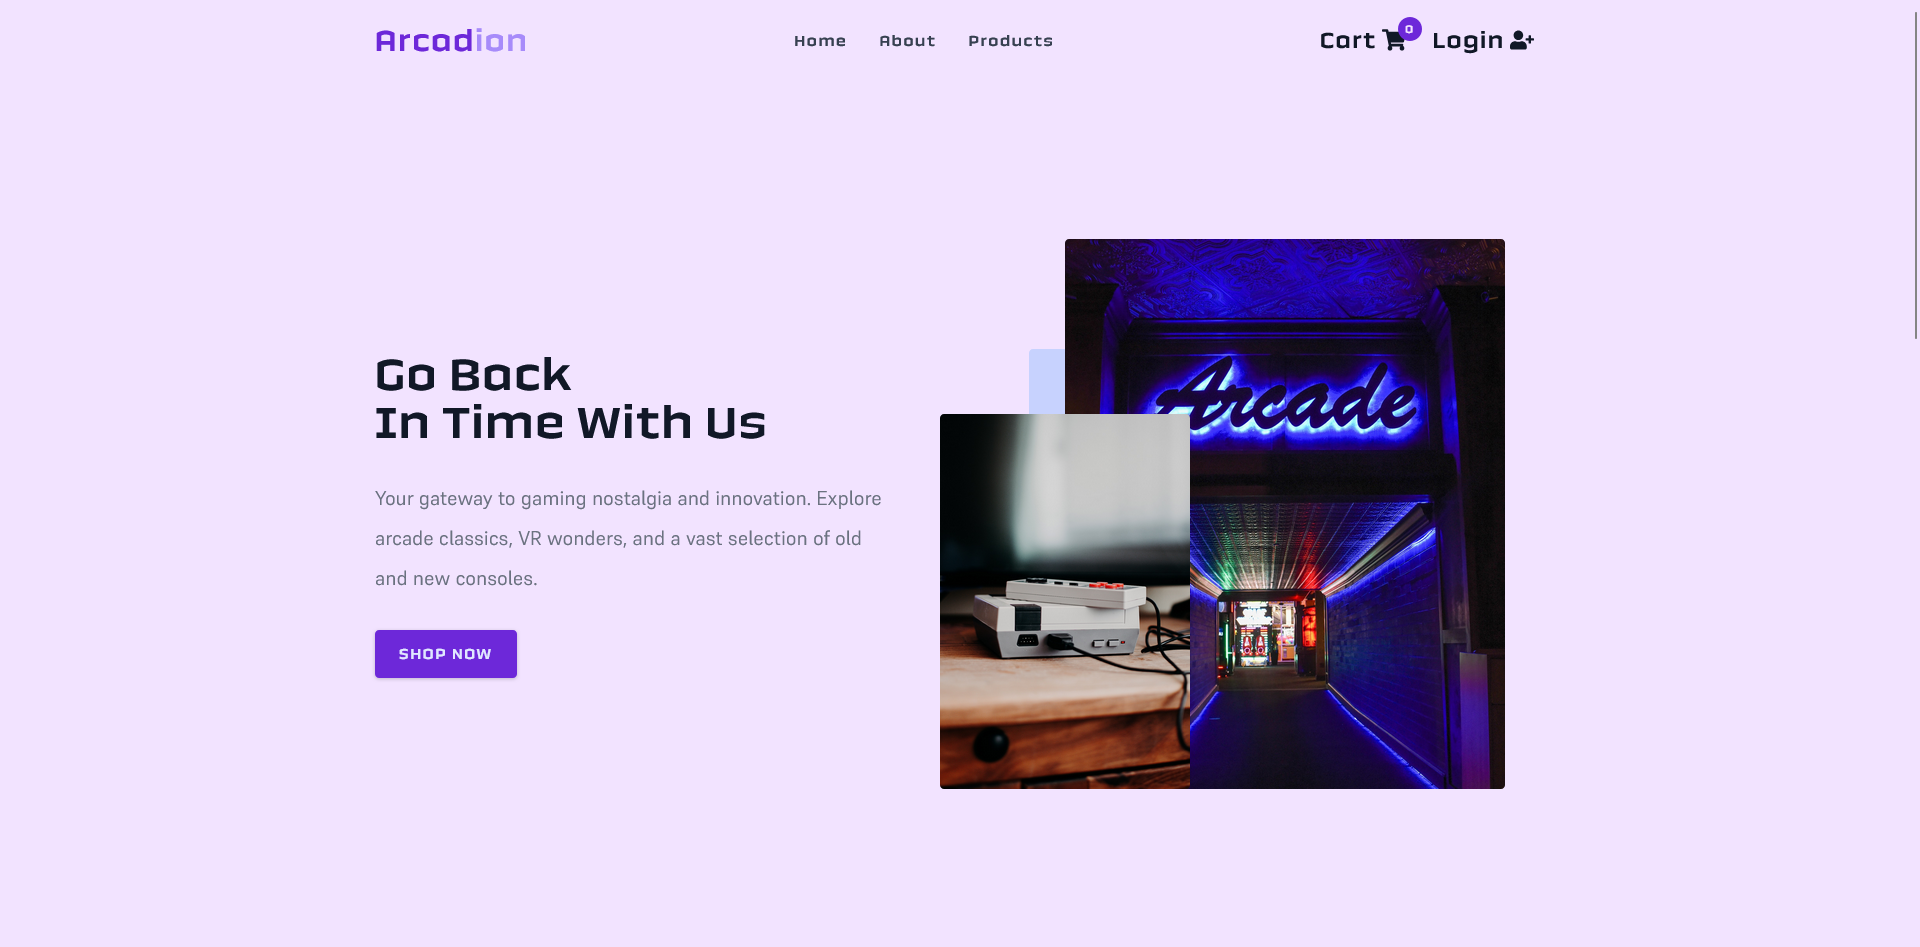 Arcadion
Home About Products
Cart 0 Login
Go Back
In Time With Us
Your gateway to gaming nostalgia and innovation. Explore
arcade classics, VR wonders, and a vast selection of old
and new consoles.
SHOP NOW
Arcade